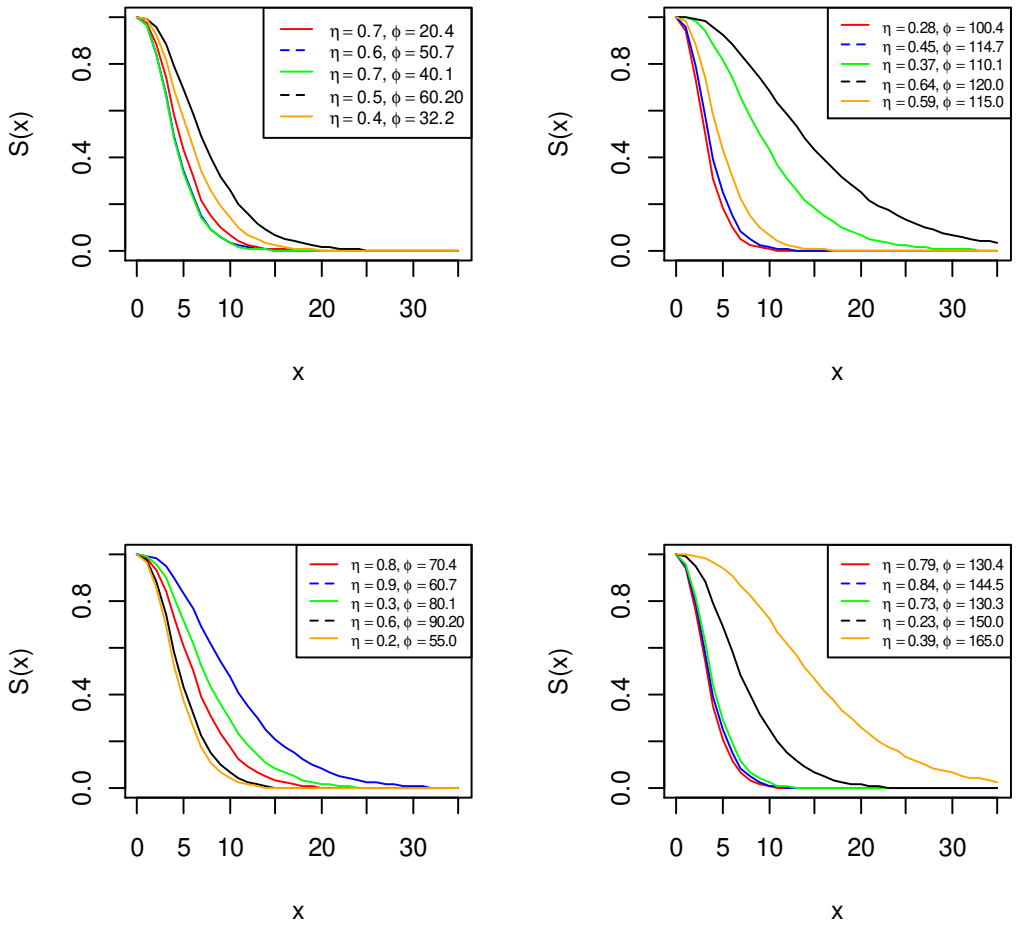 η = 0.7, ϕ = 20.4
η = 0.6, ϕ = 50.7
η = 0.7, ϕ = 40.1
η = 0.5, ϕ = 60.20
η = 0.4, ϕ = 32.2
S(x)
0.8
0.4
0.0
0 5 10 20 30
x
η = 0.28, ϕ = 100.4
η = 0.45, ϕ = 114.7
η = 0.37, ϕ = 110.1
η = 0.64, ϕ = 120.0
η = 0.59, ϕ = 115.0
S(x)
0.8
0.4
0.0
0 5 10 20 30
x
η = 0.8, ϕ = 70.4
η = 0.9, ϕ = 60.7
η = 0.3, ϕ = 80.1
η = 0.6, ϕ = 90.20
η = 0.2, ϕ = 55.0
S(x)
0.8
0.4
0.0
0 5 10 20 30
x
η = 0.79, ϕ = 130.4
η = 0.84, ϕ = 144.5
η = 0.73, ϕ = 130.3
η = 0.23, ϕ = 150.0
η = 0.39, ϕ = 165.0
S(x)
0.8
0.4
0.0
0 5 10 20 30
x